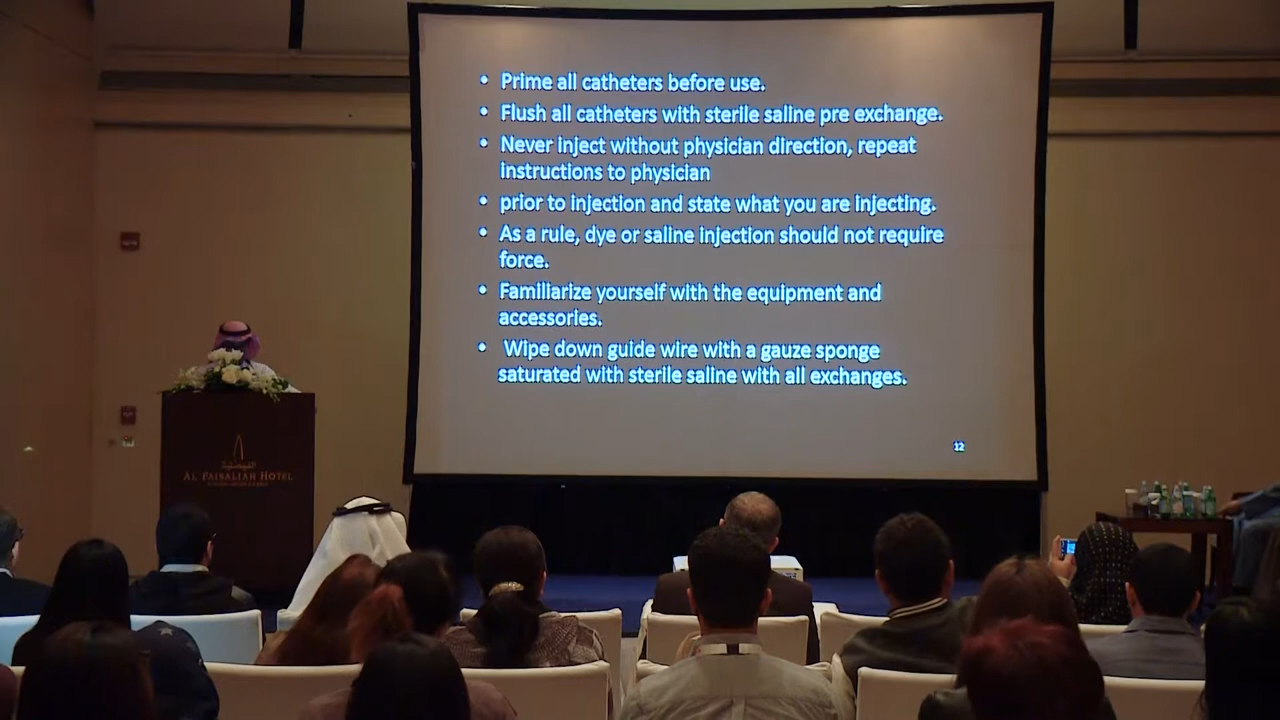 • Prime all catheters before use.
• Flush all catheters with sterile saline pre exchange.
• Never inject without physician direction, repeat
instructions to physician
• prior to injection and state what you are injecting.
• As a rule, dye or saline injection should not require
force.
• Familiarize yourself with the equipment and
accessories.
• Wipe down guide wire with a gauze sponge
saturated with sterile saline with all exchanges.
12
الفيصلية
AL FAISALIAH HOTEL